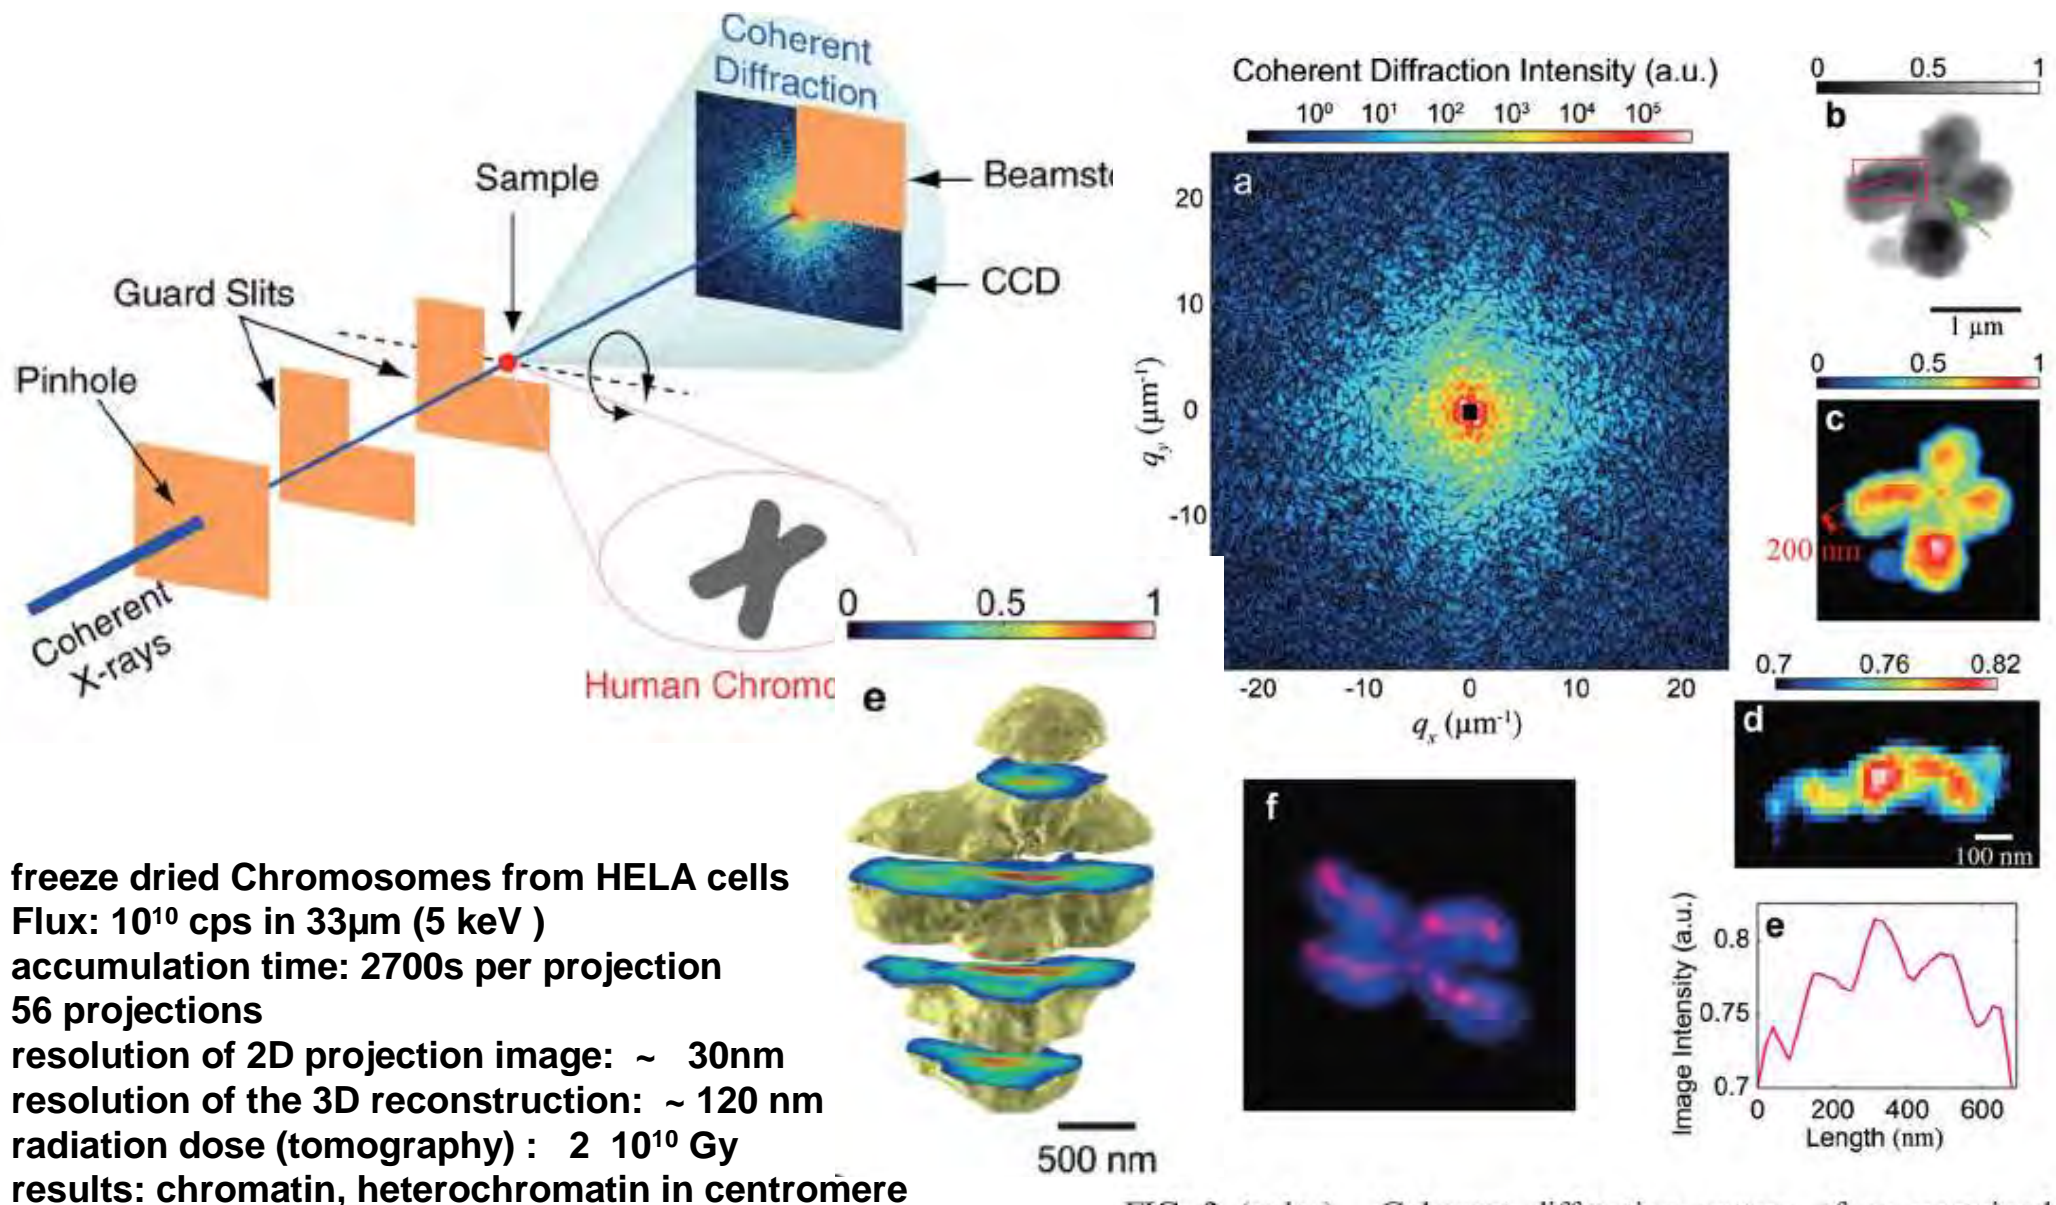 Coherent
Diffraction
Sample
Guard Slits
Pinhole
CCD
Coherent
X-rays
0 0.5 1
e
500 nm
freeze dried Chromosomes from HELA cells
Flux: 10¹⁰ cps in 33µm (5 keV )
accumulation time: 2700s per projection
56 projections
resolution of 2D projection image: ~ 30nm
resolution of the 3D reconstruction: ~ 120 nm
radiation dose (tomography) : 2 10¹⁰ Gy
results: chromatin, heterochromatin in centromere
Human
Coherent Diffraction Intensity (a.u.)
10⁰ 10¹ 10² 10³ 10⁴ 10⁵
a
20
10
0
-10
qy (µm⁻¹)
-20 -10 0 10 20
qx (µm⁻¹)
f
0 0.5 1
b
1 µm
0 0.5 1
c
200 nm
0.7 0.76 0.82
d
100 nm
e
0.8
0.75
0.7
Image Intensity (a.u.)
0 200 400 600
Length (nm)